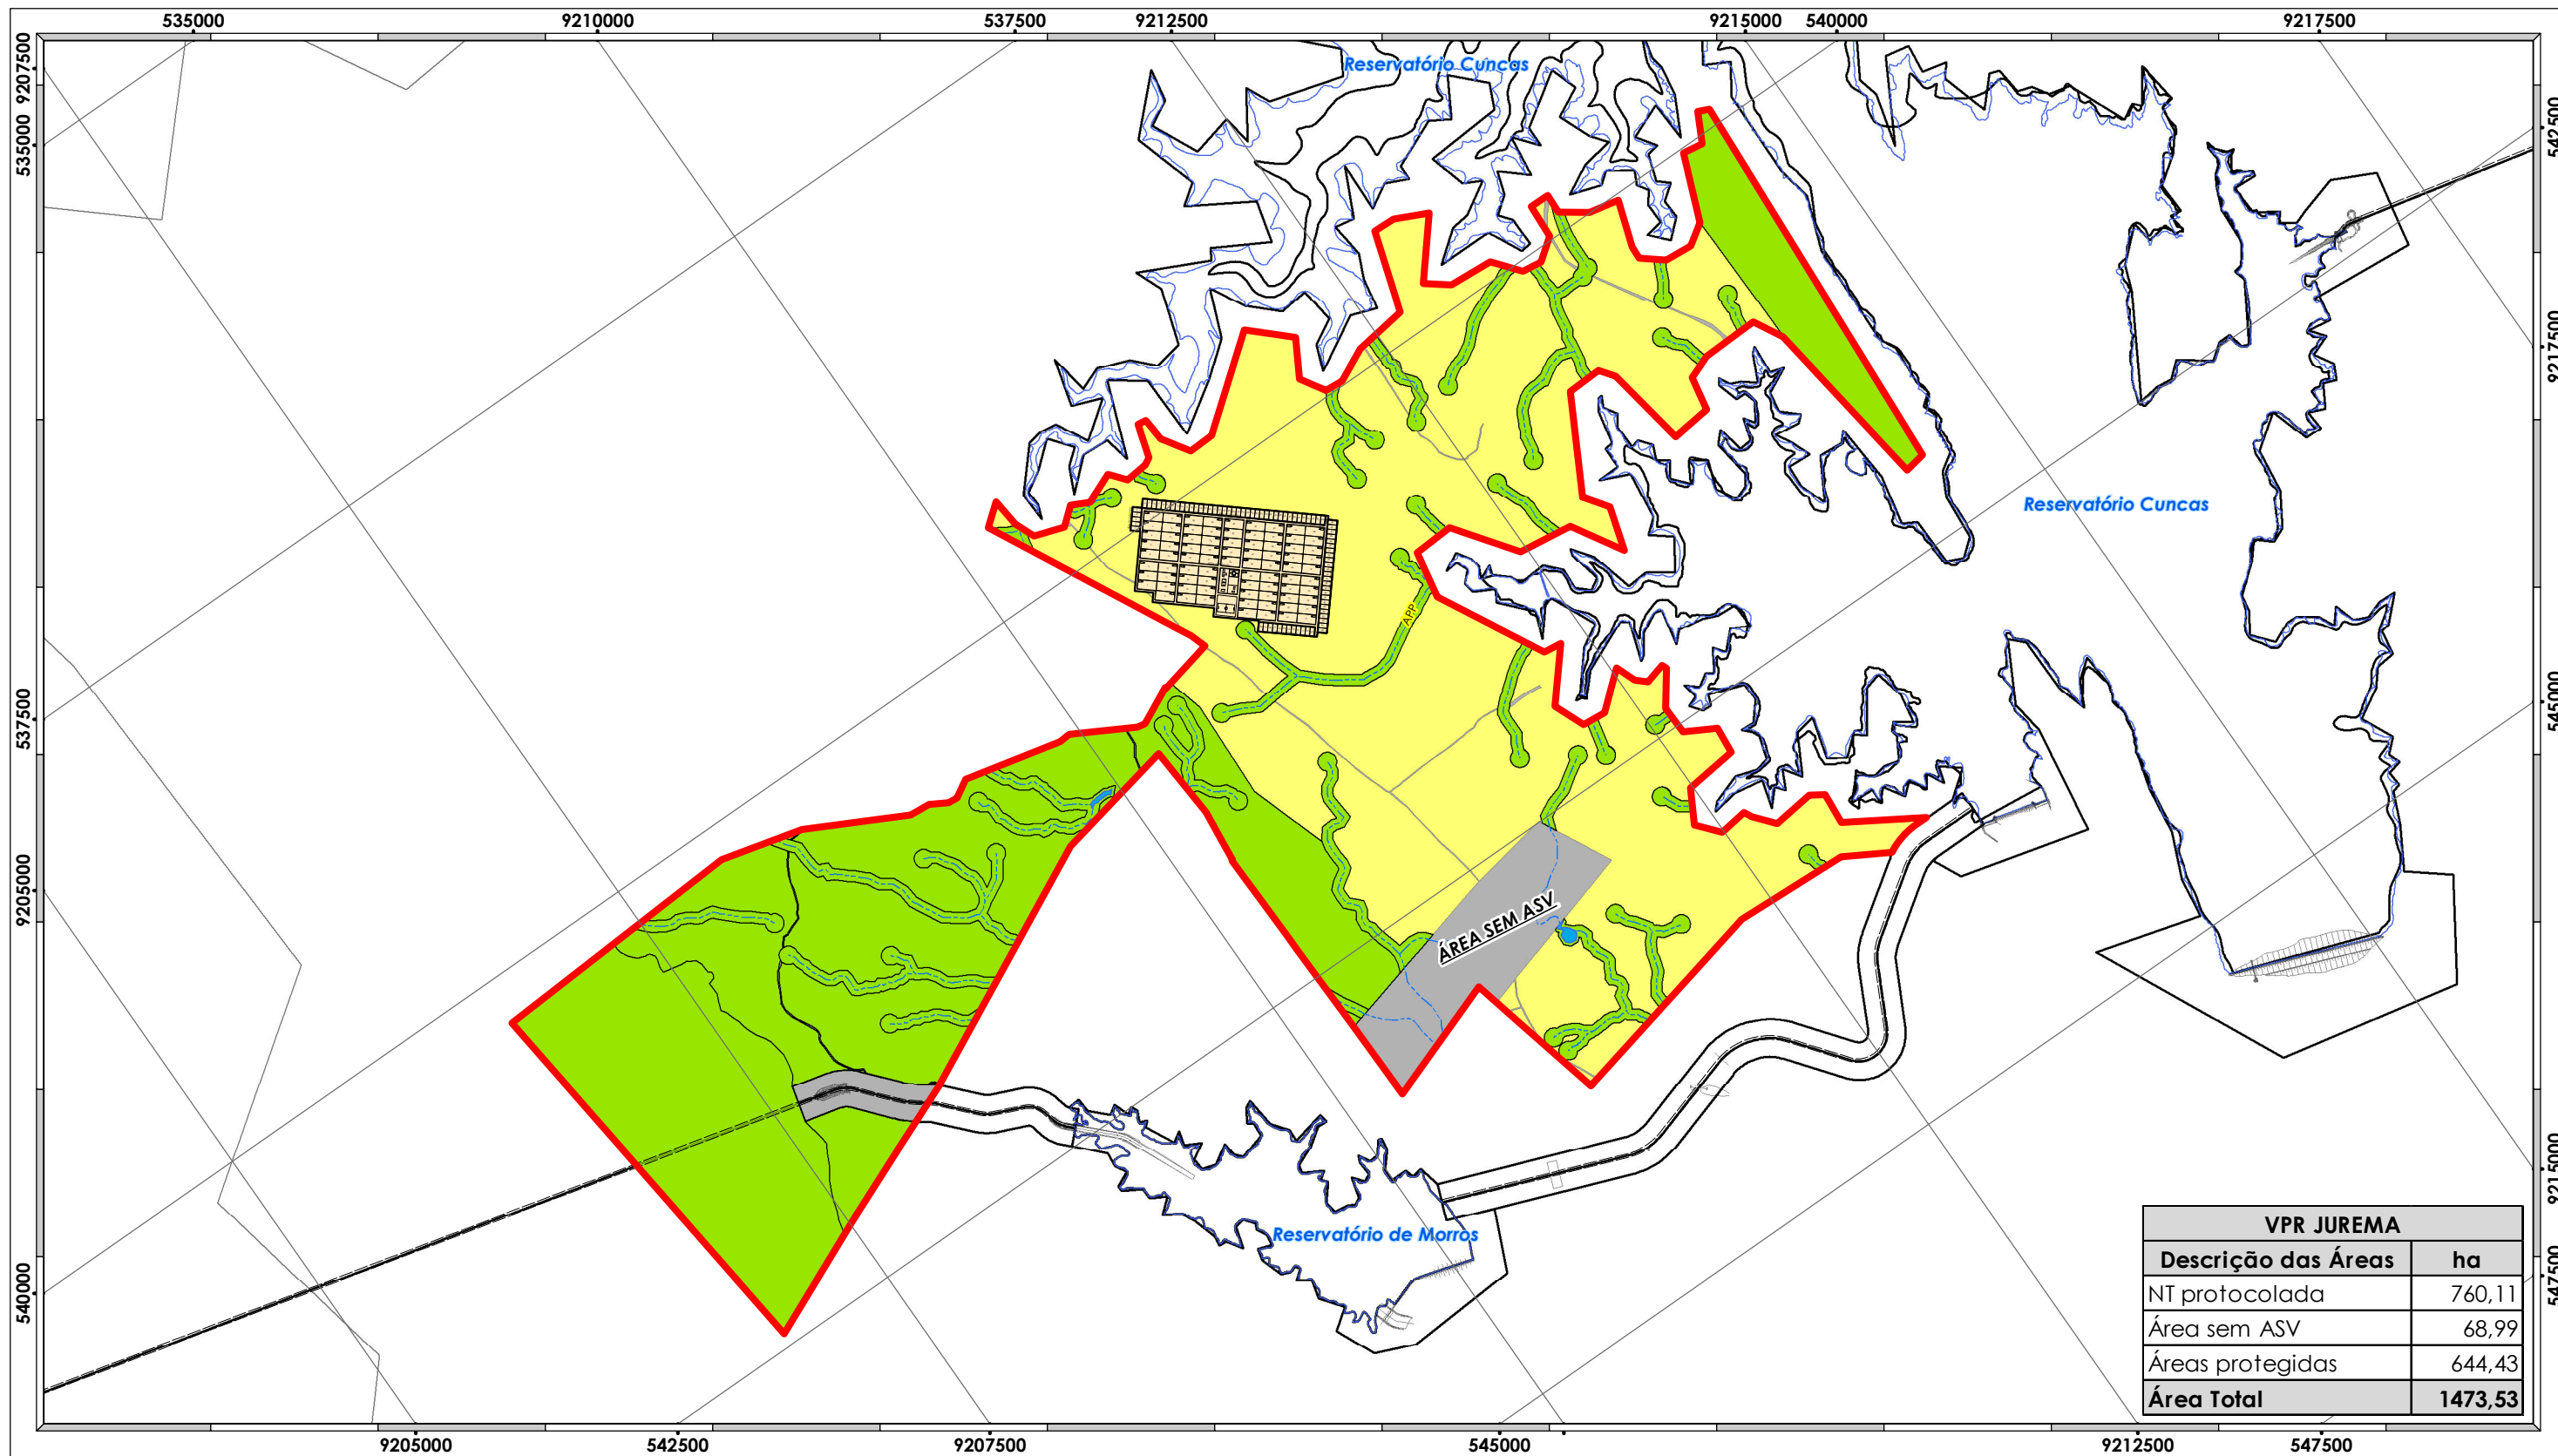 535000 9210000 537500 9212500 9215000 540000 9217500
9207500
535000
537500
9205000
540000
542500
9217500
545000
9215000
547500
Reservatório Cuncas
Reservatório Cuncas
APP
ÁREA SEM ASV
Reservatório de Morros
VPR JUREMA
Descrição das Áreas ha
NT protocolada 760,11
Área sem ASV 68,99
Áreas protegidas 644,43
Área Total 1473,53
9205000 542500 9207500 545000 9212500 547500